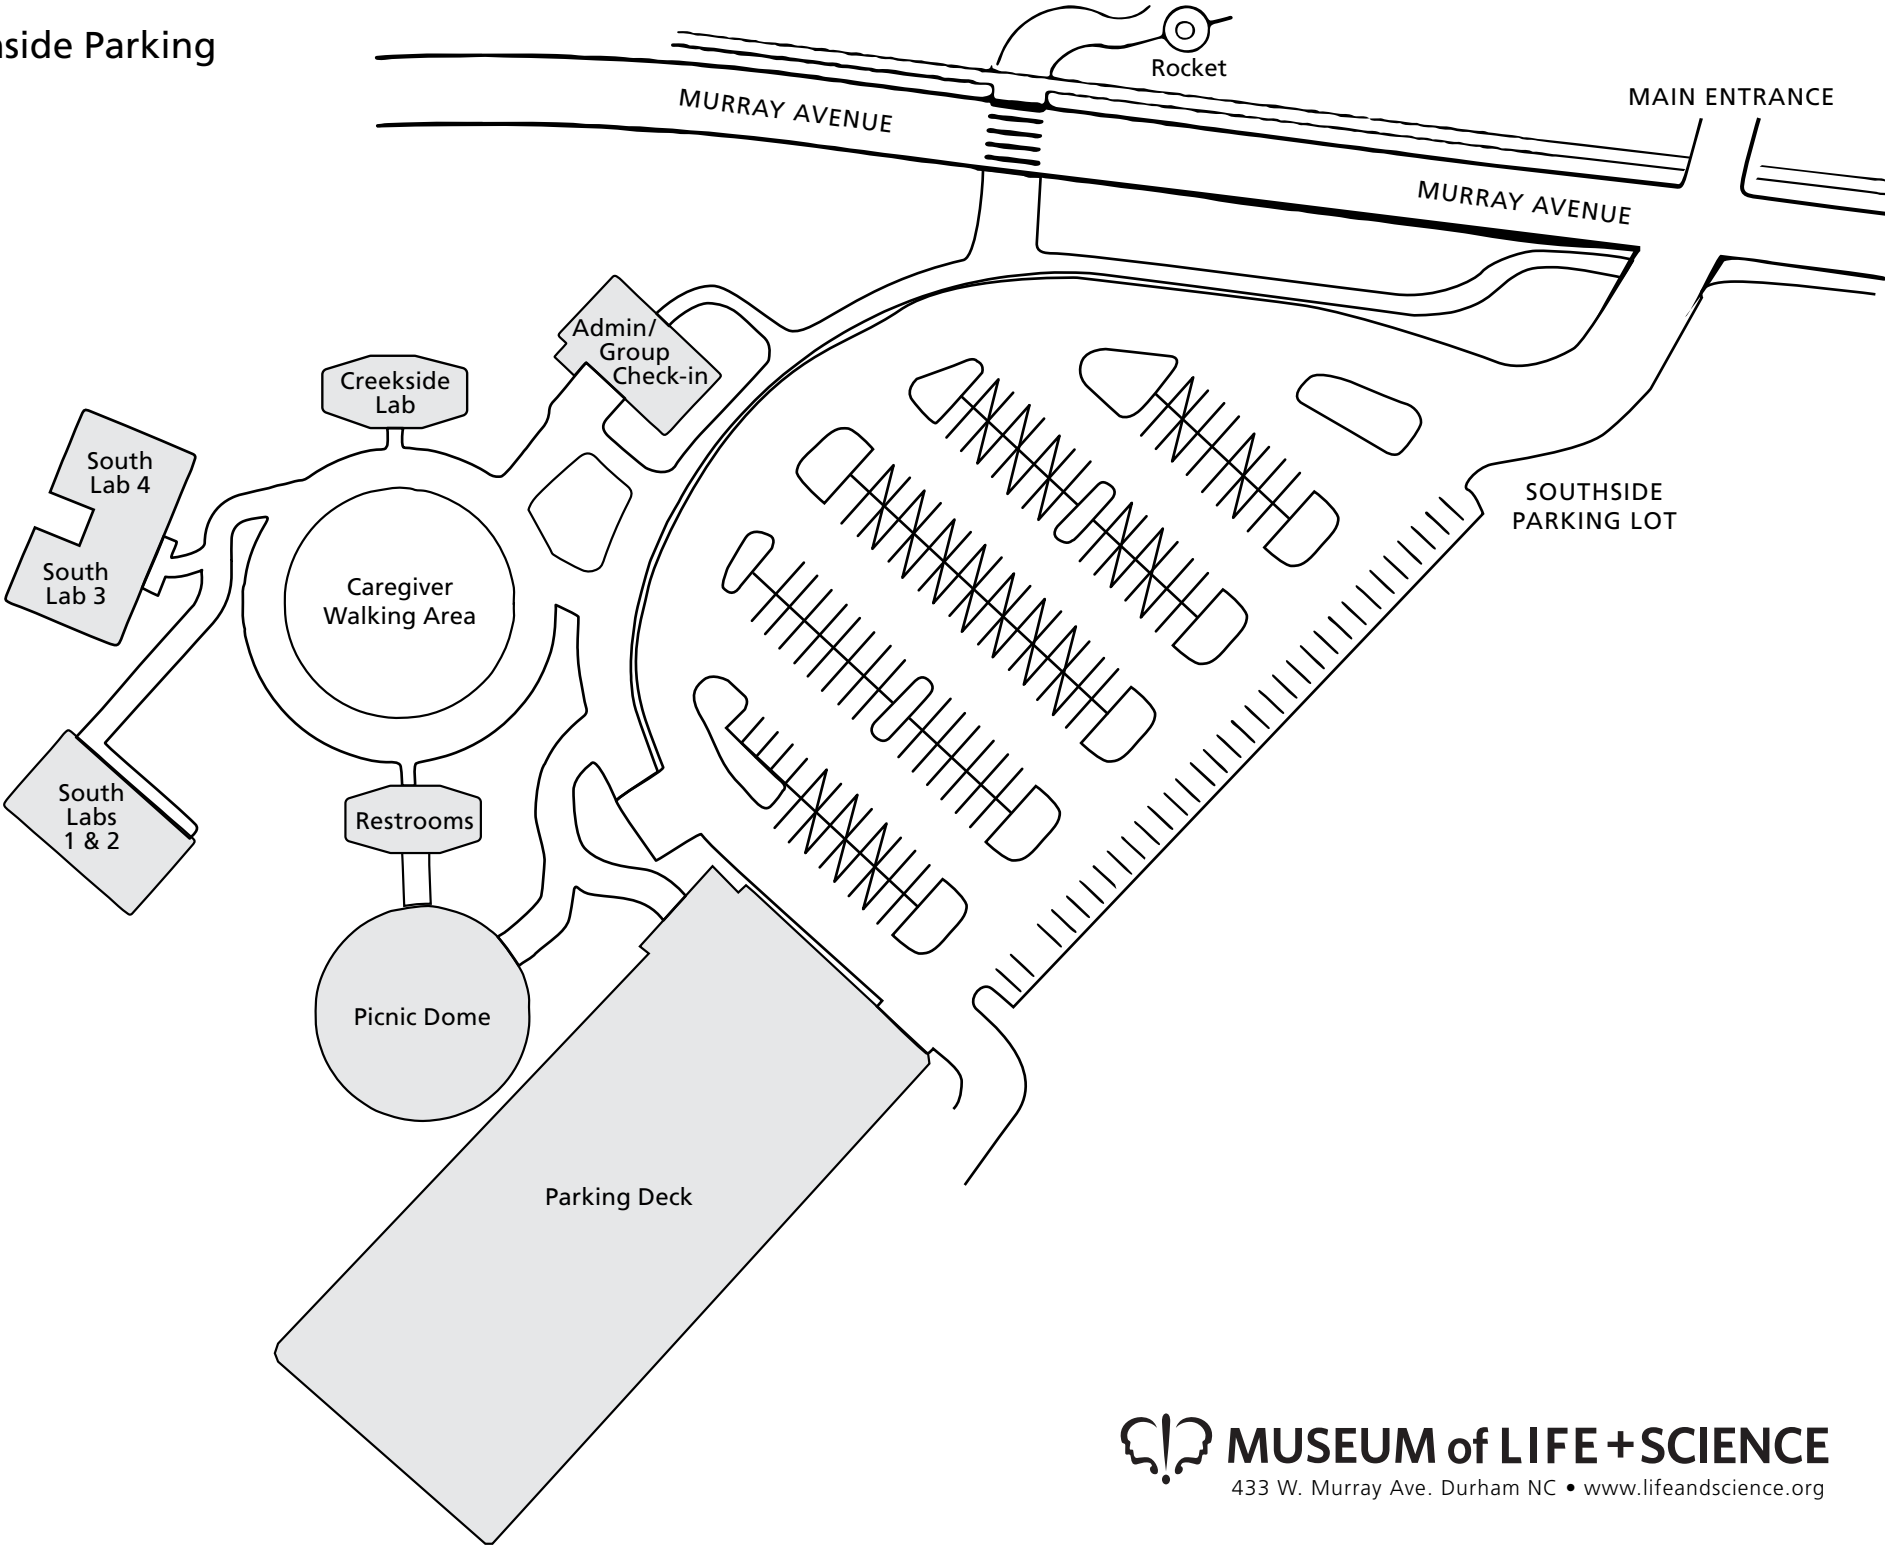 side Parking
Rocket
MURRAY AVENUE
MAIN ENTRANCE
MURRAY AVENUE
Admin/
Group
Check-in
Creekside
Lab
South
Lab 4
SOUTHSIDE
PARKING LOT
South
Lab 3
Caregiver
Walking Area
South
Labs
1 & 2
Restrooms
Picnic Dome
Parking Deck
MUSEUM of LIFE + SCIENCE
433 W. Murray Ave. Durham NC • www.lifeandscience.org